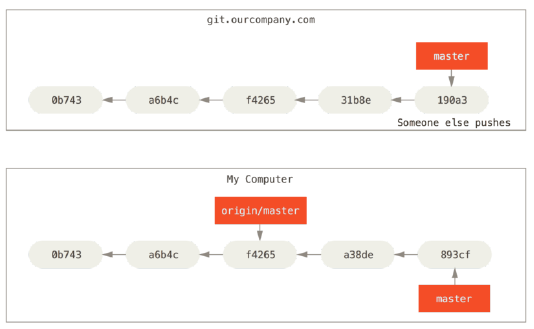 git.ourcompany.com
master
0b743 a6b4c f4265 31b8e 190a3
Someone else pushes
My Computer
origin/master
0b743 a6b4c f4265 a38de 893cf
master